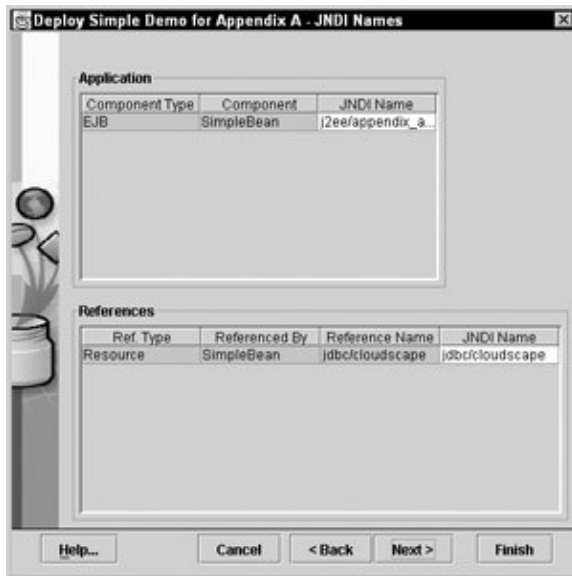 Deploy Simple Demo for Appendix A - JNDI Names
Application
Component Type Component JNDI Name
EJB SimpleBean j2ee/appendix_a...
References
Ref. Type Referenced By Reference Name JNDI Name
Resource SimpleBean jdbc/cloudscape jdbc/cloudscape
Help... Cancel < Back Next > Finish